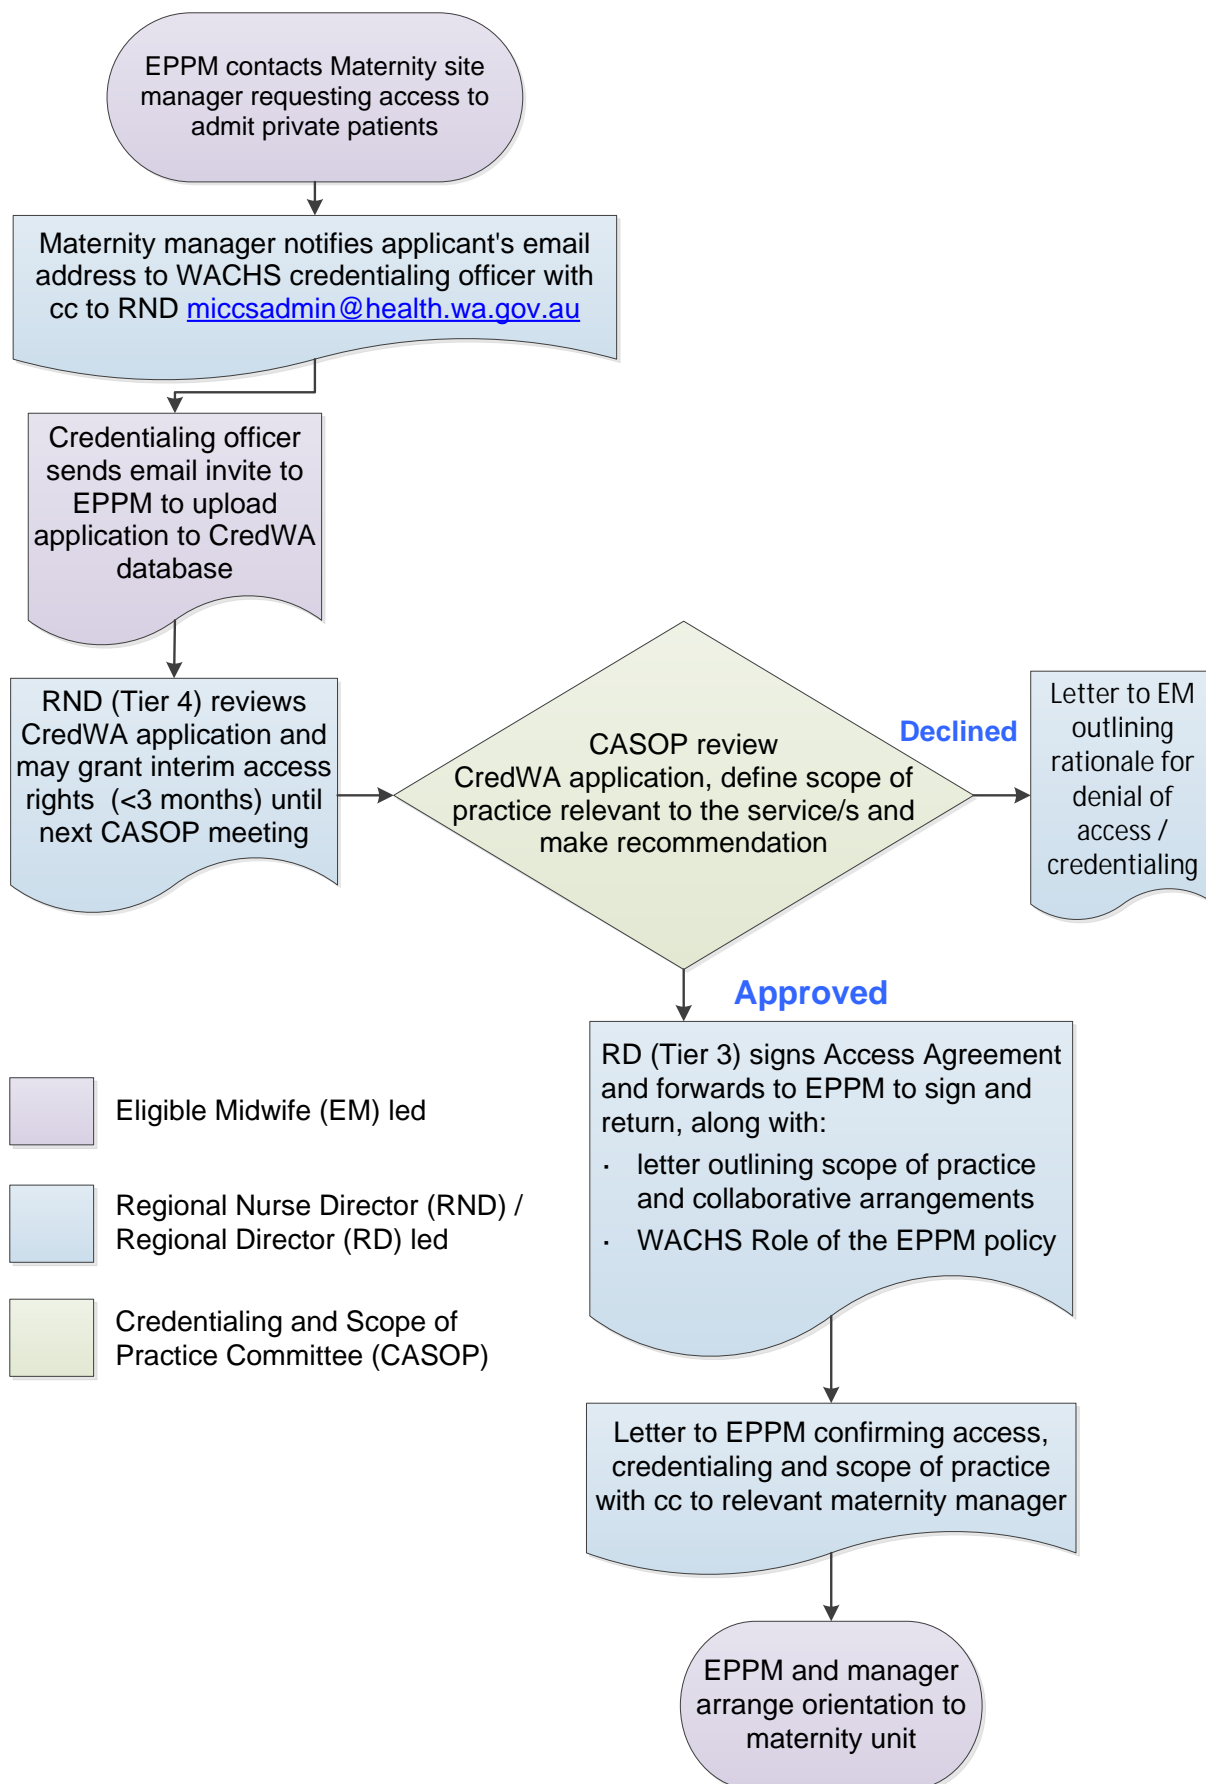 EPPM contacts Maternity site
manager requesting access to
admit private patients
Maternity manager notifies applicant's email
address to WACHS credentialing officer with
cc to RND miccsadmin@health.wa.gov.au
Credentialing officer
sends email invite to
EPPM to upload
application to CredWA
database
RND (Tier 4) reviews
CredWA application and
may grant interim access
rights (<3 months) until
next CASOP meeting
CASOP review
CredWA application, define scope of
practice relevant to the service/s and
make recommendation
Declined
Letter to EM
outlining
rationale for
denial of
access /
credentialing
Approved
RD (Tier 3) signs Access Agreement
and forwards to EPPM to sign and
return, along with:
· letter outlining scope of practice
and collaborative arrangements
· WACHS Role of the EPPM policy
Eligible Midwife (EM) led
Regional Nurse Director (RND) /
Regional Director (RD) led
Credentialing and Scope of
Practice Committee (CASOP)
Letter to EPPM confirming access,
credentialing and scope of practice
with cc to relevant maternity manager
EPPM and manager
arrange orientation to
maternity unit